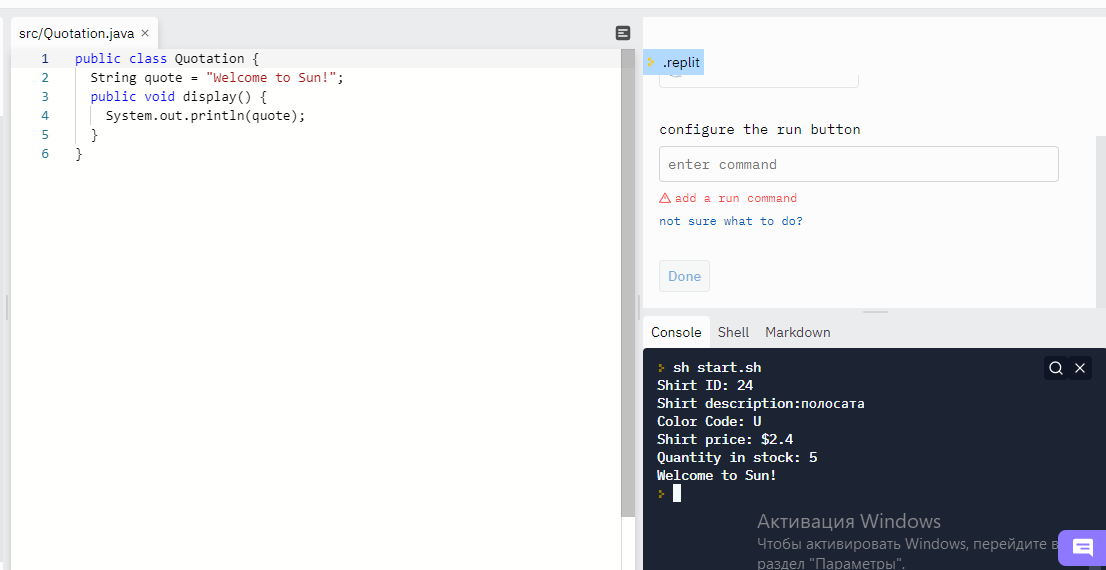 src/Quotation.java ×
1 public class Quotation {
2 String quote = "Welcome to Sun!";
3 public void display() {
4 System.out.println(quote);
5 }
6 }
.replit
configure the run button
enter command
add a run command
not sure what to do?
Done
Console Shell Markdown
sh start.sh
Shirt ID: 24
Shirt description:полосата
Color Code: U
Shirt price: $2.4
Quantity in stock: 5
Welcome to Sun!
Активация Windows
Чтобы активировать Windows, перейдите в
раздел "Параметры".